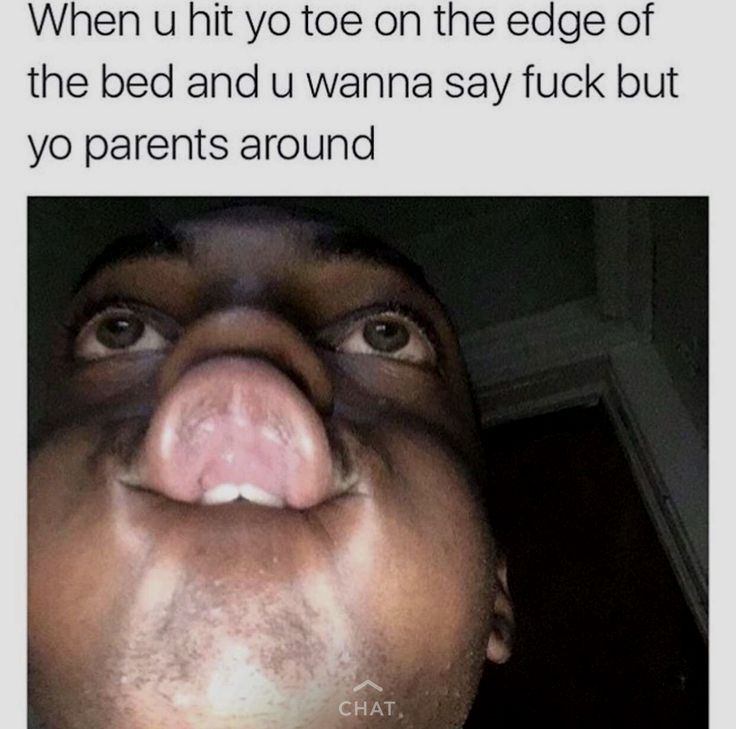 When u hit yo toe on the edge of
the bed and u wanna say fuck but
yo parents around
CHAT